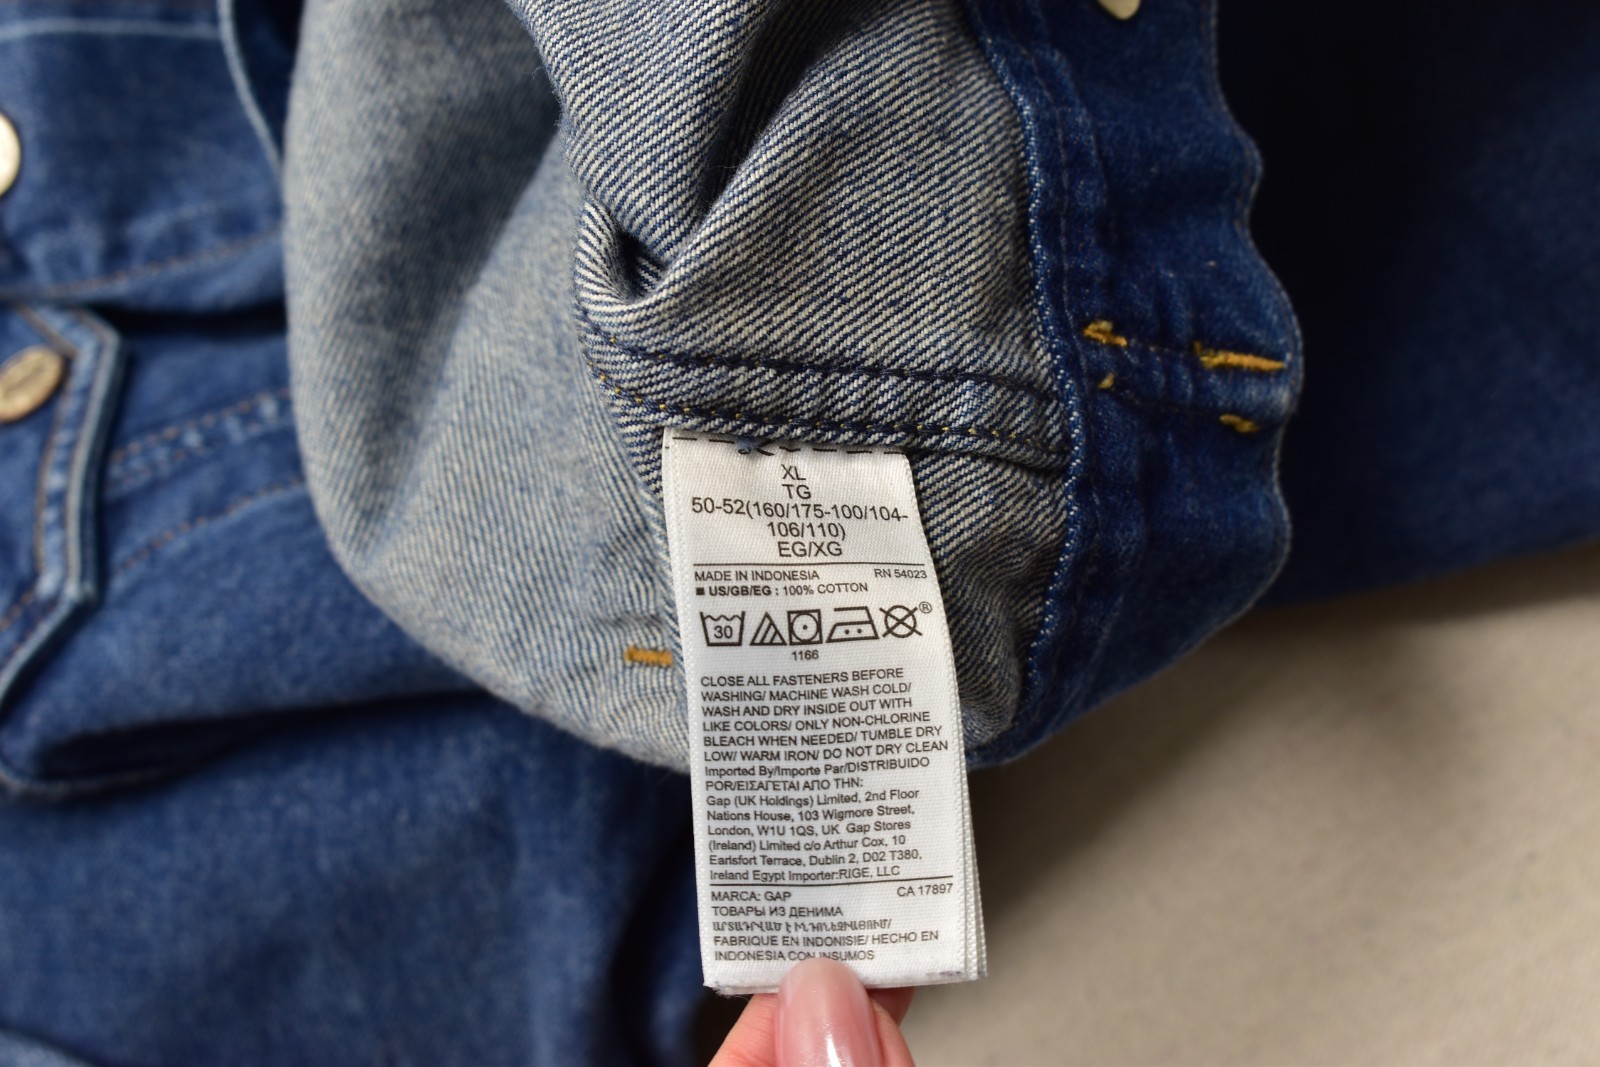 XL
TG
50-52(160/175-100/104-
106/110)
EG/XG
MADE IN INDONESIA RN 54023
■ US/GB/EG : 100% COTTON
30 ®
1166
CLOSE ALL FASTENERS BEFORE
WASHING/ MACHINE WASH COLD/
WASH AND DRY INSIDE OUT WITH
LIKE COLORS/ ONLY NON-CHLORINE
BLEACH WHEN NEEDED/ TUMBLE DRY
LOW/ WARM IRON/ DO NOT DRY CLEAN
Imported By/Importe Par/DISTRIBUIDO
POR/ΕΙΣΑΓΕΤΑΙ ΑΠΟ ΤΗΝ:
Gap (UK Holdings) Limited, 2nd Floor
Nations House, 103 Wigmore Street,
London, W1U 1QS, UK Gap Stores
(Ireland) Limited c/o Arthur Cox, 10
Earlsfort Terrace, Dublin 2, D02 T380,
Ireland Egypt Importer:RIGE, LLC
MARCA: GAP CA 17897
ТОВАРЫ ИЗ ДЕНИМА
FABRIQUE EN INDONISIE/ HECHO EN
INDONESIA CON INSUMOS